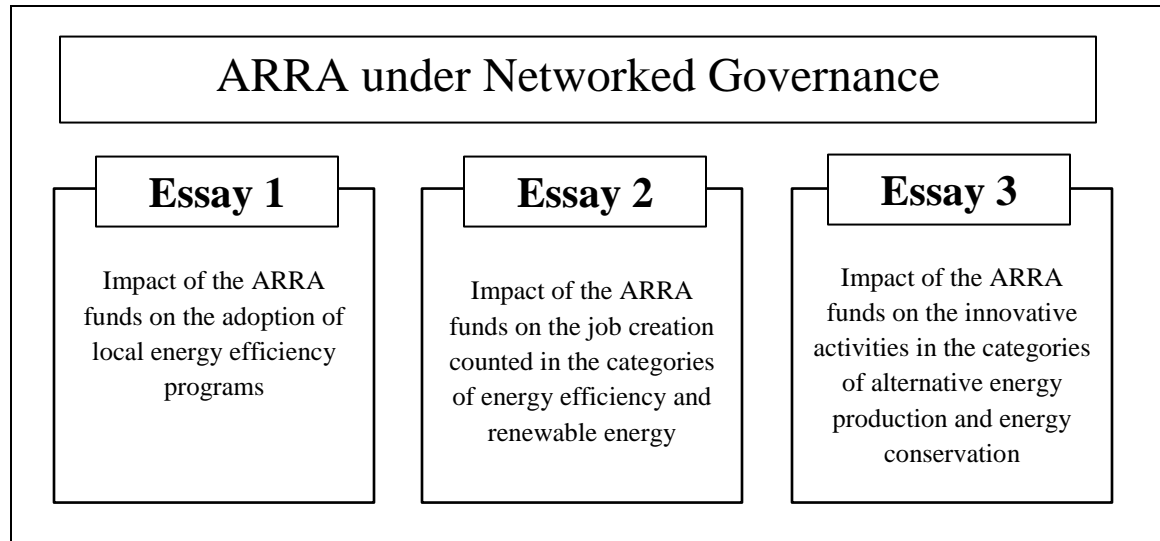 ARRA under Networked Governance
Essay 1
Impact of the ARRA
funds on the adoption of
local energy efficiency
programs
Essay 2
Impact of the ARRA
funds on the job creation
counted in the categories
of energy efficiency and
renewable energy
Essay 3
Impact of the ARRA
funds on the innovative
activities in the categories
of alternative energy
production and energy
conservation